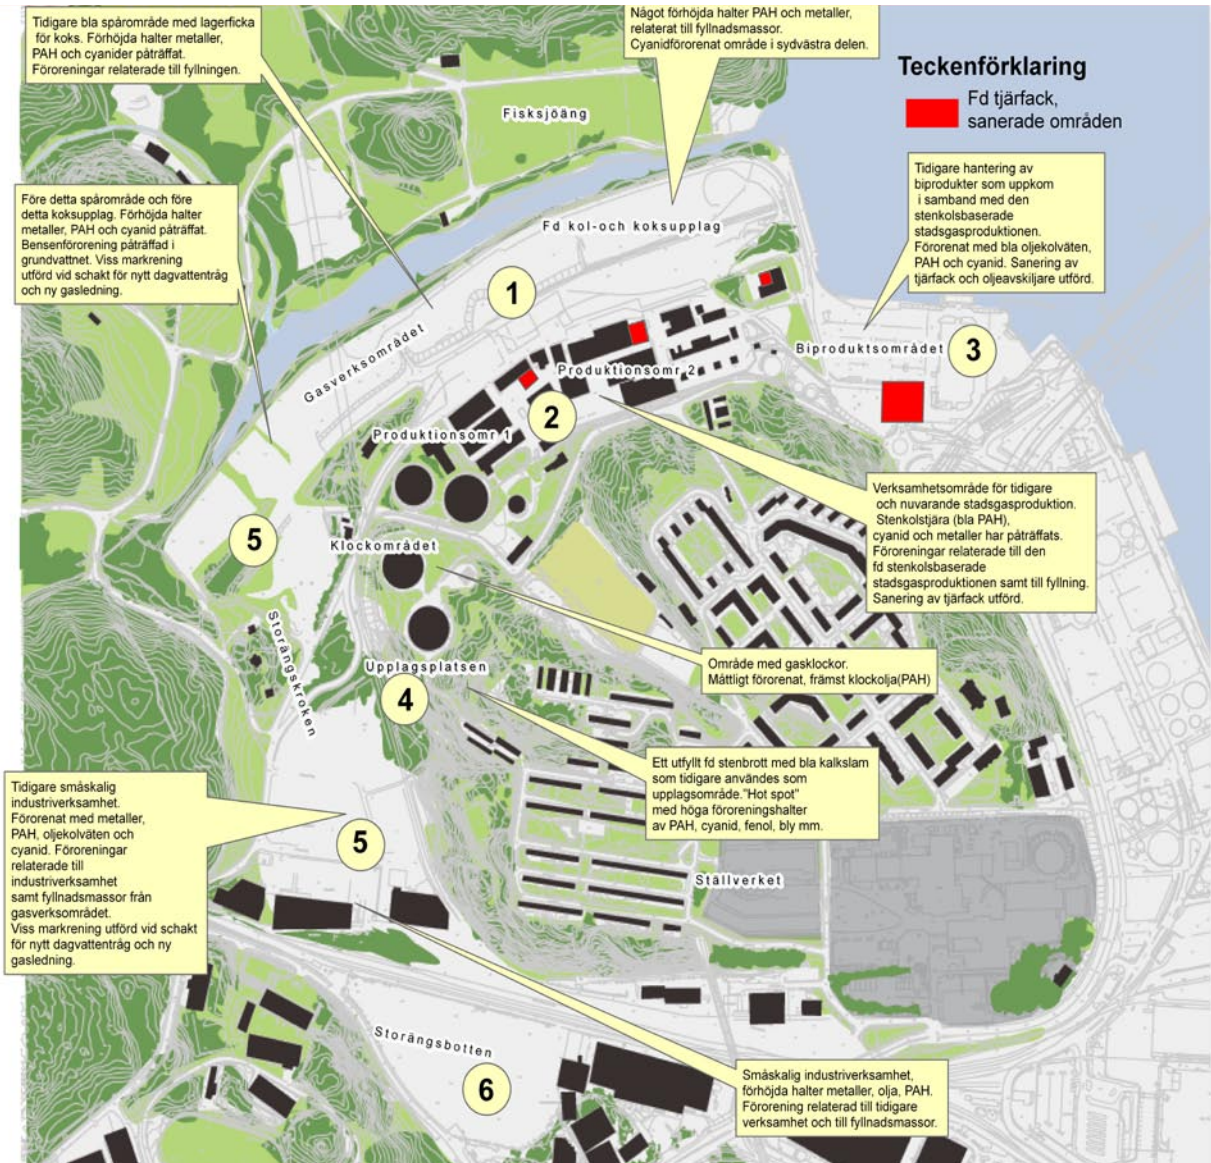 Tidigare bla spårområde med lagerficka
för koks. Förhöjda halter metaller,
PAH och cyanider påträffat.
Föroreningar relaterade till fyllningen.
Något förhöjda halter PAH och metaller,
relaterat till fyllnadsmassor.
Cyanidförorenat område i sydvästra delen.
Teckenförklaring
Fd tjärfack,
sanerade områden
Fisksjöäng
Tidigare hantering av
biprodukter som uppkom
i samband med den
stenkolsbaserade
stadsgasproduktionen.
Förorenat med bla oljekolväten,
PAH och cyanid. Sanering av
tjärfack och oljeavskiljare utförd.
Före detta spårområde och före
detta koksupplag. Förhöjda halter
metaller, PAH och cyanid påträffat.
Bensenförorening påträffad i
grundvattnet. Viss markrening
utförd vid schakt för nytt dagvattentråg
och ny gasledning.
Fd kol-och koksupplag
1
Gasverksområdet
Biproduktsområdet
3
Produktionsomr 2
2
Produktionsomr 1
Verksamhetsområde för tidigare
och nuvarande stadsgasproduktion.
Stenkolstjära (bla PAH),
cyanid och metaller har påträffats.
Föroreningar relaterade till den
fd stenkolsbaserade
stadsgasproduktionen samt till fyllning.
Sanering av tjärfack utförd.
5
Klockområdet
Storängskroken
Område med gasklockor.
Måttligt förorenat, främst klockolja(PAH)
Upplagsplatsen
4
Ett utfyllt fd stenbrott med bla kalkslam
som tidigare användes som
upplagsområde."Hot spot"
med höga föroreningshalter
av PAH, cyanid, fenol, bly mm.
Tidigare småskalig
industriverksamhet.
Förorenat med metaller,
PAH, oljekolväten och
cyanid. Föroreningar
relaterade till
industriverksamhet
samt fyllnadsmassor från
gasverksområdet.
Viss markrening utförd vid schakt
för nytt dagvattentråg och ny
gasledning.
5
Ställverket
Storängsbotten
6
Småskalig industriverksamhet,
förhöjda halter metaller, olja, PAH.
Förorening relaterad till tidigare
verksamhet och till fyllnadsmassor.